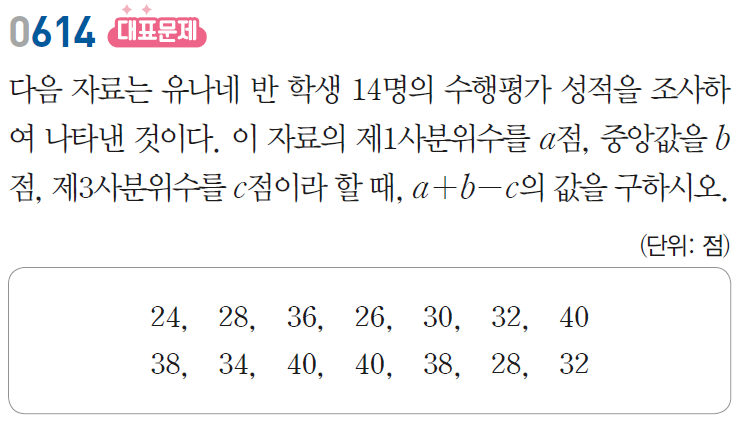 0614 대표문제
다음 자료는 유나네 반 학생 14명의 수행평가 성적을 조사하
여 나타낸 것이다. 이 자료의 제1사분위수를 a점, 중앙값을 b
점, 제3사분위수를 c점이라 할 때, a+b-c의 값을 구하시오.
(단위: 점)
24, 28, 36, 26, 30, 32, 40
38, 34, 40, 40, 38, 28, 32